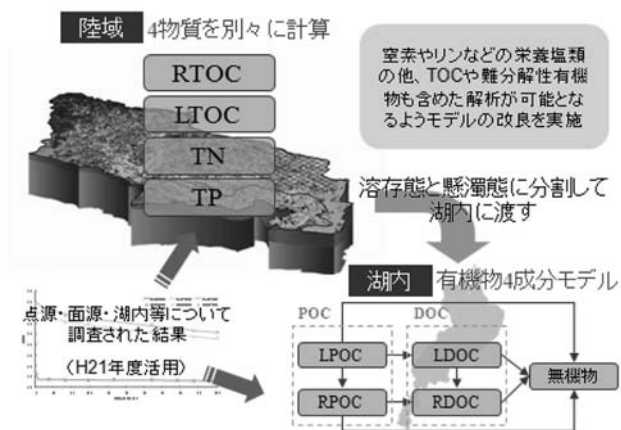 陸域 4物質を別々に計算
RTOC
LTOC
TN
TP
窒素やリンなどの栄養塩類
の他、TOCや難分解性有機
物も含めた解析が可能とな
るようモデルの改良を実施
溶存態と懸濁態に分割して
湖内に渡す
点源・面源・湖内等について
調査された結果
(H21年度活用)
湖内 有機物4成分モデル
POC DOC
LPOC LDOC
RPOC RDOC
無機物